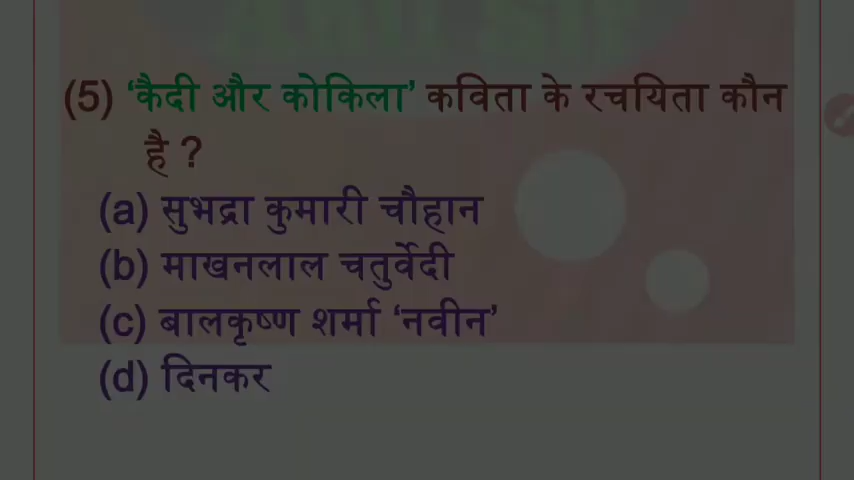 (5) ‘कैदी और कोकिला’ कविता के रचयिता कौन
है ?
(a) सुभद्रा कुमारी चौहान
(b) माखनलाल चतुर्वेदी
(c) बालकृष्ण शर्मा ‘नवीन’
(d) दिनकर